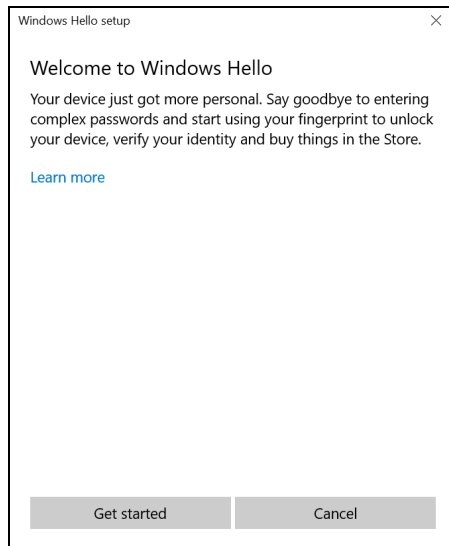 Windows Hello setup
Welcome to Windows Hello
Your device just got more personal. Say goodbye to entering
complex passwords and start using your fingerprint to unlock
your device, verify your identity and buy things in the Store.
Learn more
Get started
Cancel